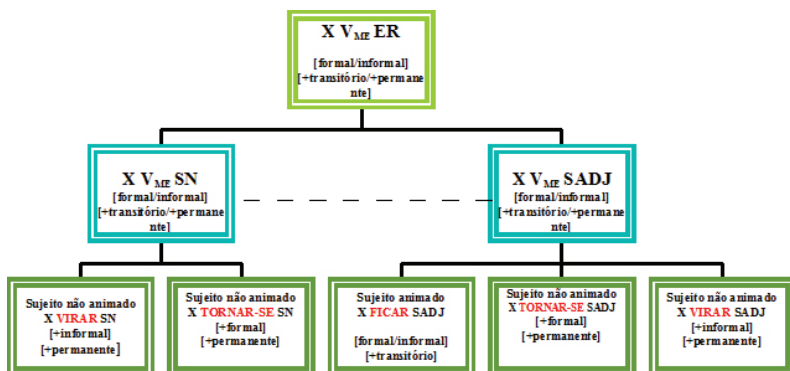 X V_ME ER
[formal/informal]
[+transitório/+permane
nte]
X V_ME SN
[formal/informal]
[+transitório/+permane
nte]
X V_ME SADJ
[formal/informal]
[+transitório/+permane
nte]
Sujeito não animado
X VIRAR SN
[+informal]
[+permanente]
Sujeito não animado
X TORNAR-SE SN
[+formal]
[+permanente]
Sujeito animado
X FICAR SADJ
[formal/informal]
[+transitório]
Sujeito não animado
X TORNAR-SE SADJ
[+formal]
[+permanente]
Sujeito não animado
X VIRAR SADJ
[+informal]
[+permanente]